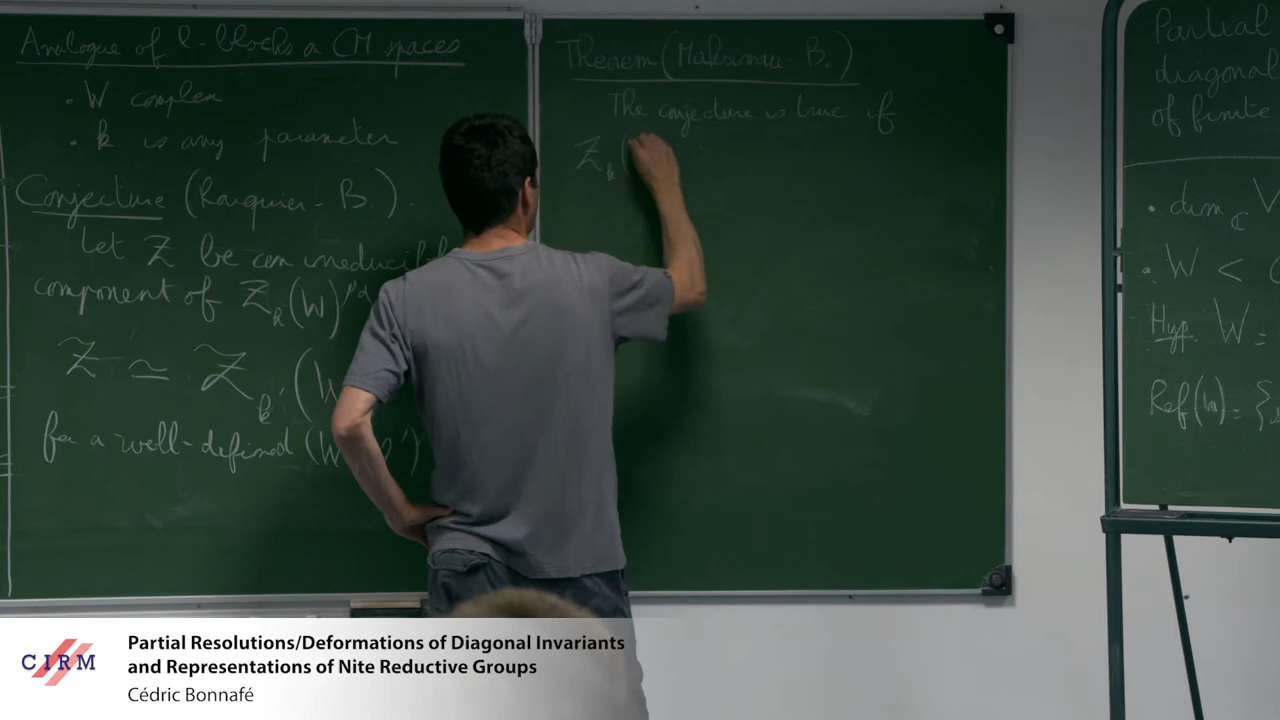 Analogue of l-blocks a CM spaces
• W complex
• k is any parameter
Conjecture (Rouquier - B.).
Let Z be an irreducib
component of Z_k(W)
Z ≃ Z_k'(W
for a well-defined (W ')
Theorem (Maksimau B.)
The conjecture is true if
Z_k
Partial
diagonal
of finite
• dim_C V
• W < G
Hyp. W =
Ref(W) = {
CIRM
Partial Resolutions/Deformations of Diagonal Invariants
and Representations of Nite Reductive Groups
Cédric Bonnafé